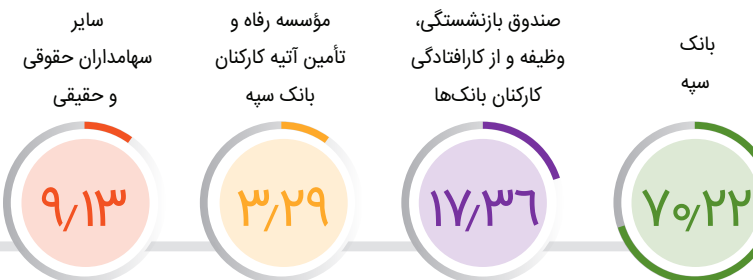 بانک
سپه
۷۰/۲۲
صندوق بازنشستگی،
وظیفه و از کارافتادگی
کارکنان بانک‌ها
۱۷/۳۶
مؤسسه رفاه و
تأمین آتیه کارکنان
بانک سپه
۳/۲۹
سایر
سهامداران حقوقی
و حقیقی
۹/۱۳